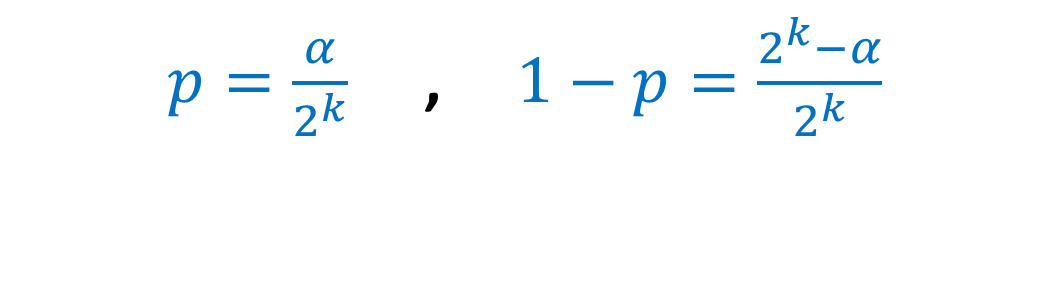 p = α/2^k , 1 − p = (2^k−α)/2^k